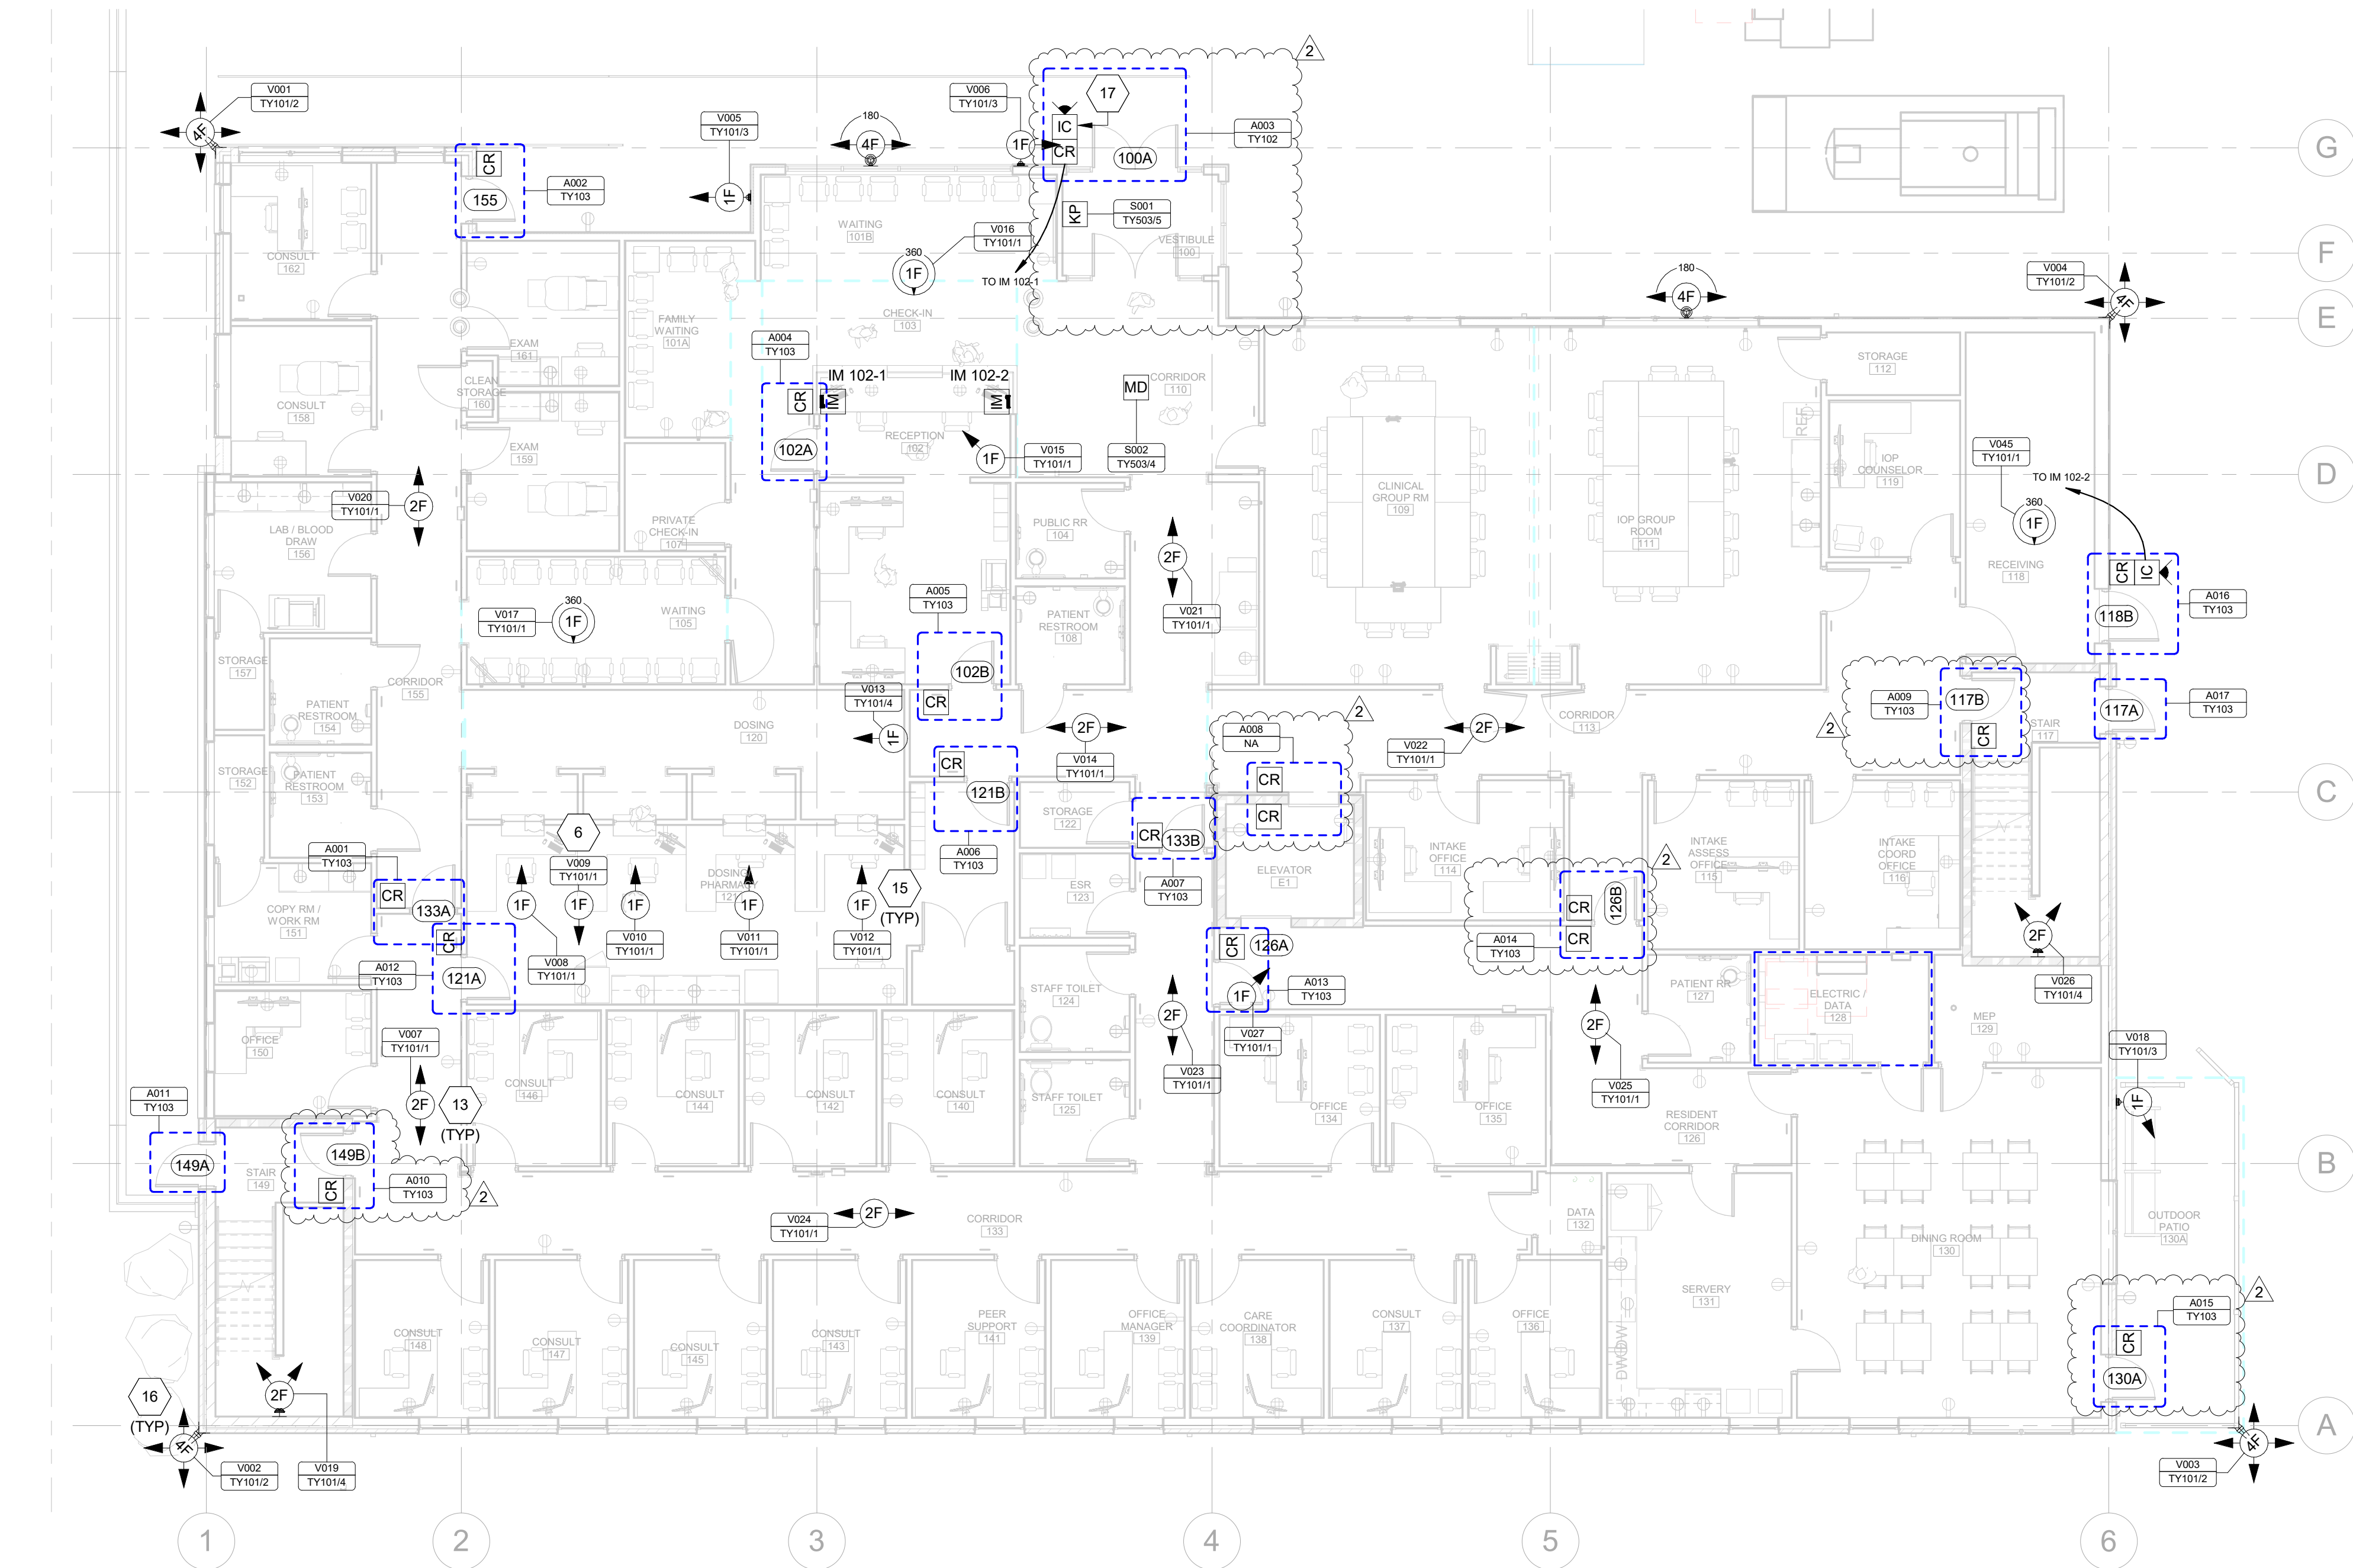 2
V001
TY101/2
4F
V005
TY101/3
1F
180
4F
V006
TY101/3
1F
17
IC
CR
100A
A003
TY102
G
CR
155
A002
TY103
KP
S001
TY503/5
WAITING
101B
V016
TY101/1
360
1F
TO IM 102-1
VESTIBULE
100
CONSULT
162
F
180
4F
V004
TY101/2
4F
E
FAMILY
WAITING
101A
CHECK-IN
103
EXAM
161
A004
TY103
IM 102-1
IM 102-2
CR
IM
IM
MD
CORRIDOR
110
STORAGE
112
CLEAN
STORAGE
160
CONSULT
158
102A
RECEPTION
102
1F
V015
TY101/1
S002
TY503/4
EXAM
159
REF
IOP
COUNSELOR
119
V045
TY101/1
TO IM 102-2
D
V020
TY101/1
2F
CLINICAL
GROUP RM
109
IOP GROUP
ROOM
111
360
1F
LAB / BLOOD
DRAW
156
PRIVATE
CHECK-IN
107
PUBLIC RR
104
2F
V021
TY101/1
RECEIVING
118
CR
IC
118B
A016
TY103
V017
TY101/1
360
1F
WAITING
105
A005
TY103
PATIENT
RESTROOM
108
STORAGE
157
CORRIDOR
155
102B
CR
PATIENT
RESTROOM
154
V013
TY101/4
1F
DOSING
120
2F
V014
TY101/1
A008
NA
2
V022
TY101/1
2F
CORRIDOR
113
2
A009
TY103
117B
CR
STAIR
117
117A
A017
TY103
STORAGE
152
PATIENT
RESTROOM
153
CR
121B
A006
TY103
STORAGE
122
CR
133B
A007
TY103
CR
CR
C
6
V009
TY101/1
1F
1F
V008
TY101/1
1F
V010
TY101/1
DOSING/
PHARMACY
121
1F
V011
TY101/1
1F
V012
TY101/1
15
(TYP)
ESR
123
ELEVATOR
E1
INTAKE
OFFICE
114
2
INTAKE
ASSESS
OFFICE
115
INTAKE
COORD
OFFICE
116
A001
TY103
CR
133A
COPY RM /
WORK RM
151
CR
121A
A012
TY103
CR
126A
1F
A013
TY103
V027
TY101/1
CR
CR
126B
A014
TY103
2F
V026
TY101/4
STAFF TOILET
124
2F
V023
TY101/1
2F
V025
TY101/1
PATIENT RR
127
ELECTRIC /
DATA
128
MEP
129
OFFICE
150
V007
TY101/1
2F
13
(TYP)
CONSULT
146
CONSULT
144
CONSULT
142
CONSULT
140
STAFF TOILET
125
OFFICE
134
OFFICE
135
RESIDENT
CORRIDOR
126
V018
TY101/3
1F
A011
TY103
149A
STAIR
149
149B
CR
A010
TY103
2
B
V024
TY101/1
2F
CORRIDOR
133
DATA
132
DINING ROOM
130
OUTDOOR
PATIO
130A
SERVERY
131
DW
DW
2
A015
TY103
CR
130A
CONSULT
148
CONSULT
147
CONSULT
145
CONSULT
143
PEER
SUPPORT
141
OFFICE
MANAGER
139
CARE
COORDINATOR
138
CONSULT
137
OFFICE
136
16
(TYP)
4F
V002
TY101/2
2F
V019
TY101/4
A
4F
V003
TY101/2
1
2
3
4
5
6